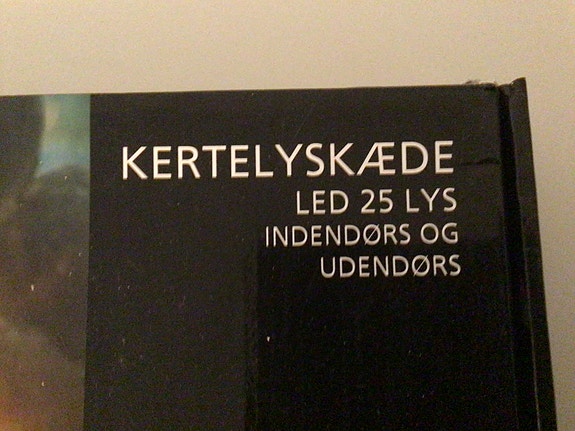 KERTELYSKÆDE
LED 25 LYS
INDENDØRS OG
UDENDØRS